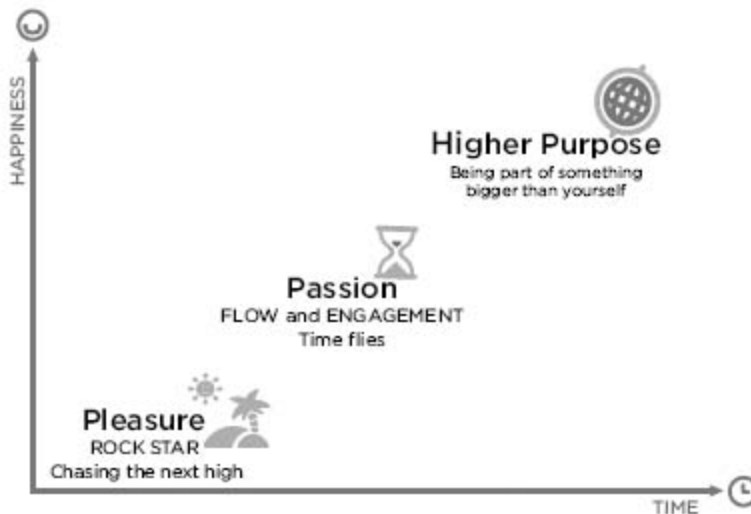 HAPPINESS
Higher Purpose
Being part of something
bigger than yourself
Passion
FLOW and ENGAGEMENT
Time flies
Pleasure
ROCK STAR
Chasing the next high
TIME